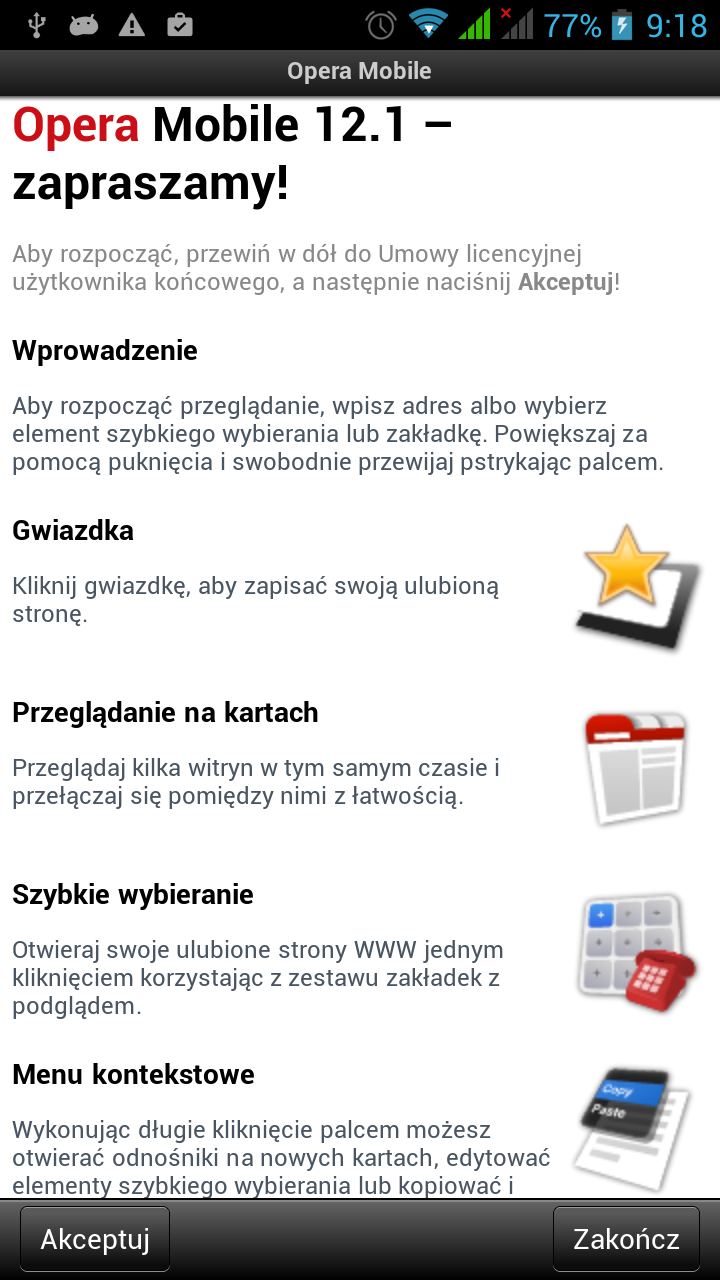 77% 9:18
Opera Mobile
Opera Mobile 12.1 –
zapraszamy!
Aby rozpocząć, przewiń w dół do Umowy licencyjnej
użytkownika końcowego, a następnie naciśnij Akceptuj!
Wprowadzenie
Aby rozpocząć przeglądanie, wpisz adres albo wybierz
element szybkiego wybierania lub zakładkę. Powiększaj za
pomocą puknięcia i swobodnie przewijaj pstrykając palcem.
Gwiazdka
Kliknij gwiazdkę, aby zapisać swoją ulubioną
stronę.
Przeglądanie na kartach
Przeglądaj kilka witryn w tym samym czasie i
przełączaj się pomiędzy nimi z łatwością.
Szybkie wybieranie
Otwieraj swoje ulubione strony WWW jednym
kliknięciem korzystając z zestawu zakładek z
podglądem.
Menu kontekstowe
Copy
Paste
Wykonując długie kliknięcie palcem możesz
otwierać odnośniki na nowych kartach, edytować
elementy szybkiego wybierania lub kopiować i
Akceptuj
Zakończ